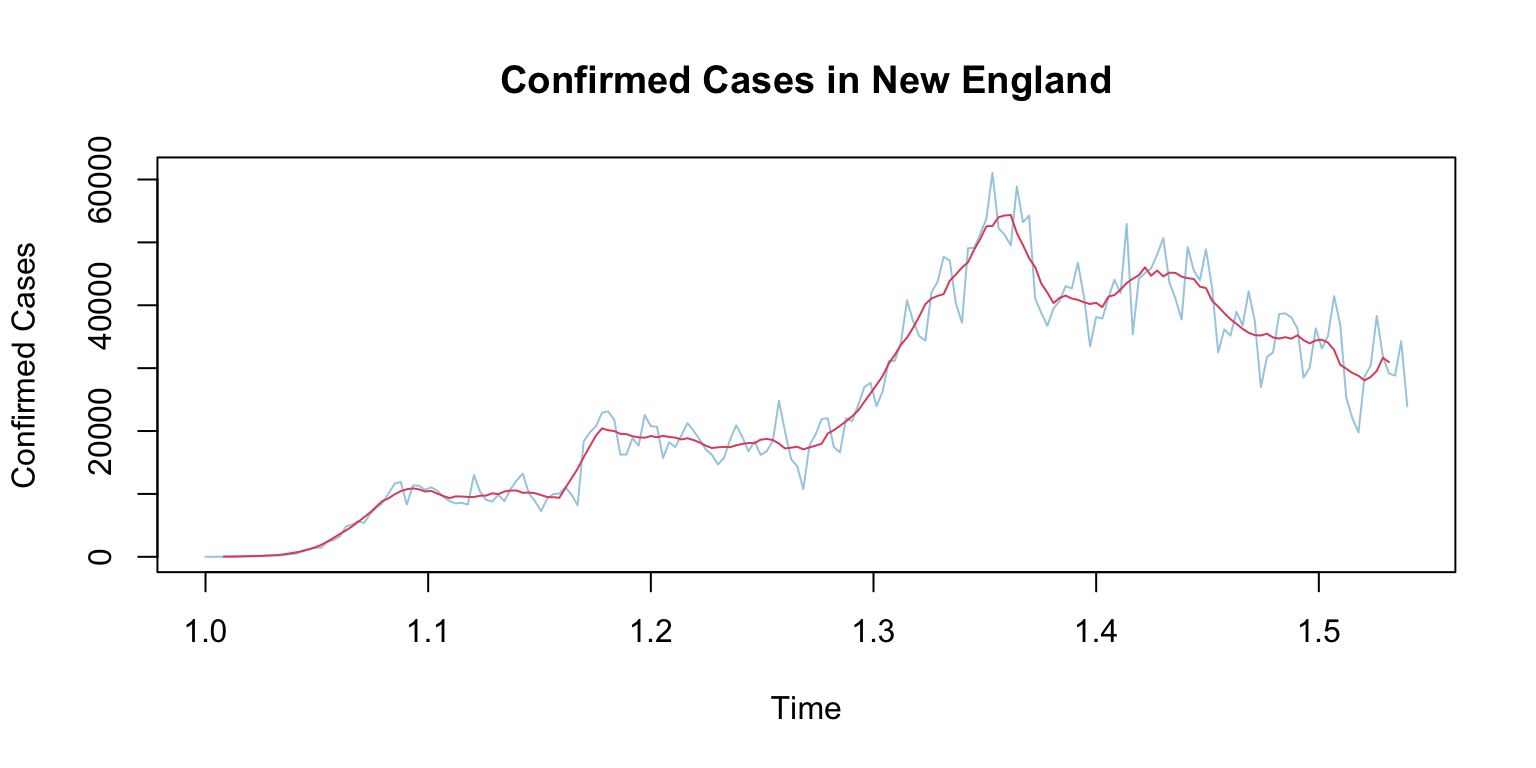 Confirmed Cases in New England
Confirmed Cases
60000
40000
20000
0
1.0 1.1 1.2 1.3 1.4 1.5
Time